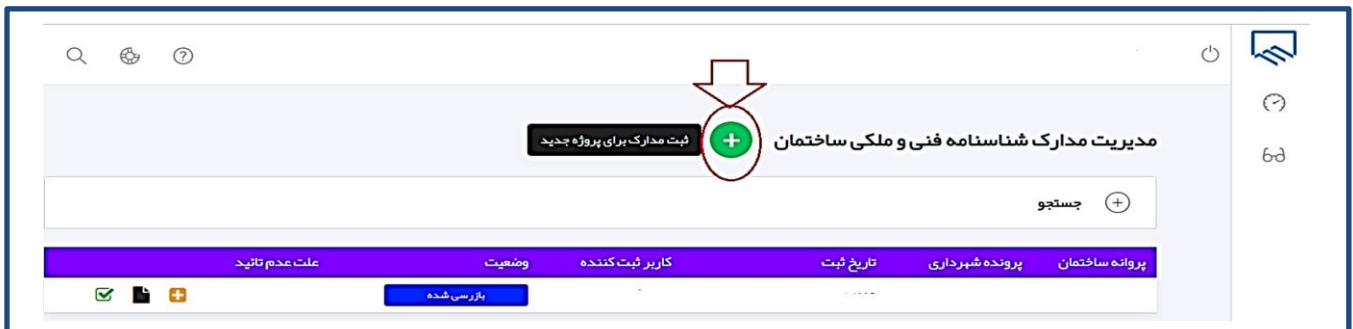 مدیریت مدارک شناسنامه فنی و ملکی ساختمان + ثبت مدارک برای پروژه جدید
جستجو
پروانه ساختمان پرونده شهرداری تاریخ ثبت کاربر ثبت کننده وضعیت علت عدم تائید
بازرسی شده